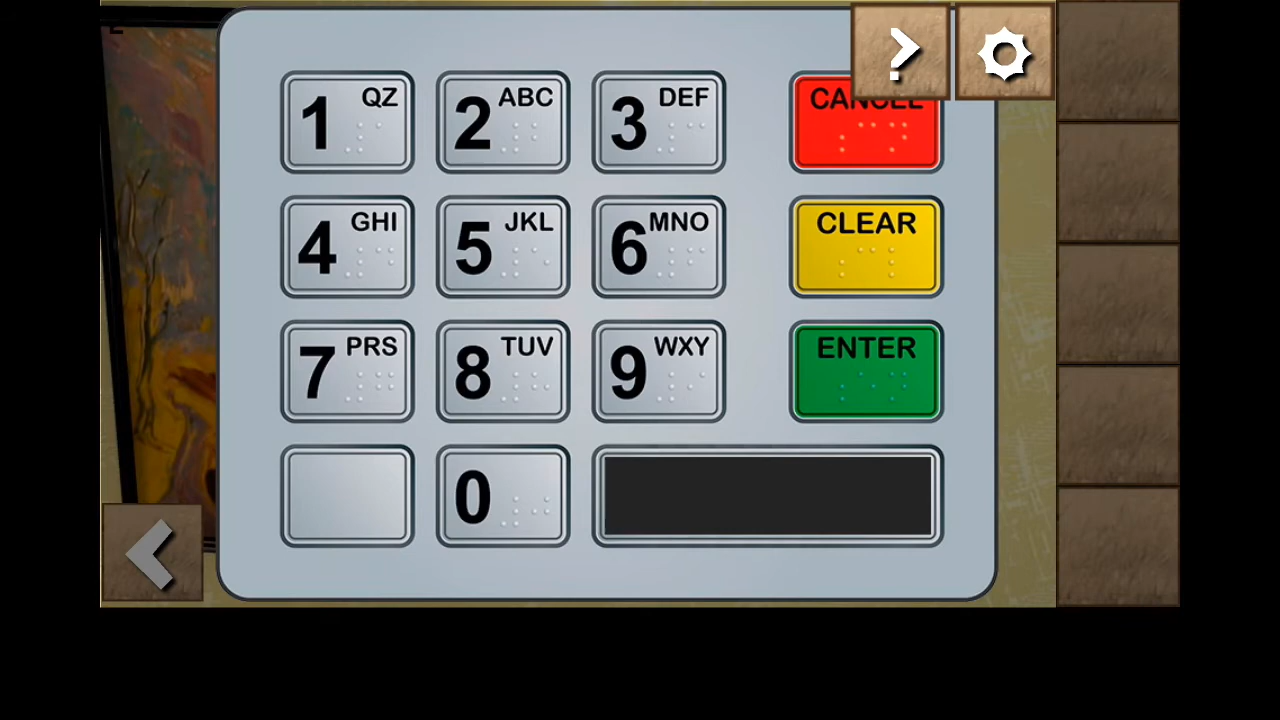 1 QZ 2 ABC 3 DEF CANCEL
4 GHI 5 JKL 6 MNO CLEAR
7 PRS 8 TUV 9 WXY ENTER
0